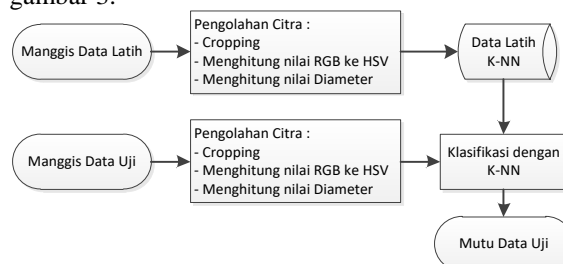 gambar 3.
Manggis Data Latih
Pengolahan Citra :
- Cropping
- Menghitung nilai RGB ke HSV
- Menghitung nilai Diameter
Data Latih
K-NN
Manggis Data Uji
Pengolahan Citra :
- Cropping
- Menghitung nilai RGB ke HSV
- Menghitung nilai Diameter
Klasifikasi dengan
K-NN
Mutu Data Uji